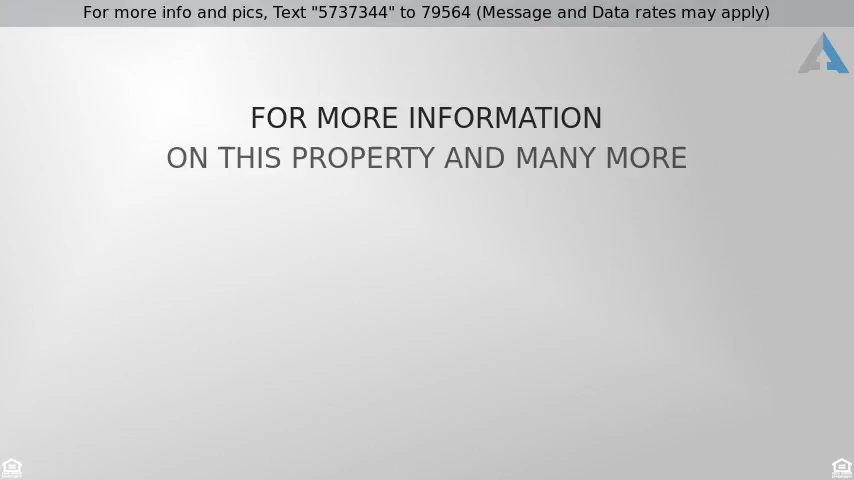 For more info and pics, Text "5737344" to 79564 (Message and Data rates may apply)
FOR MORE INFORMATION
ON THIS PROPERTY AND MANY MORE